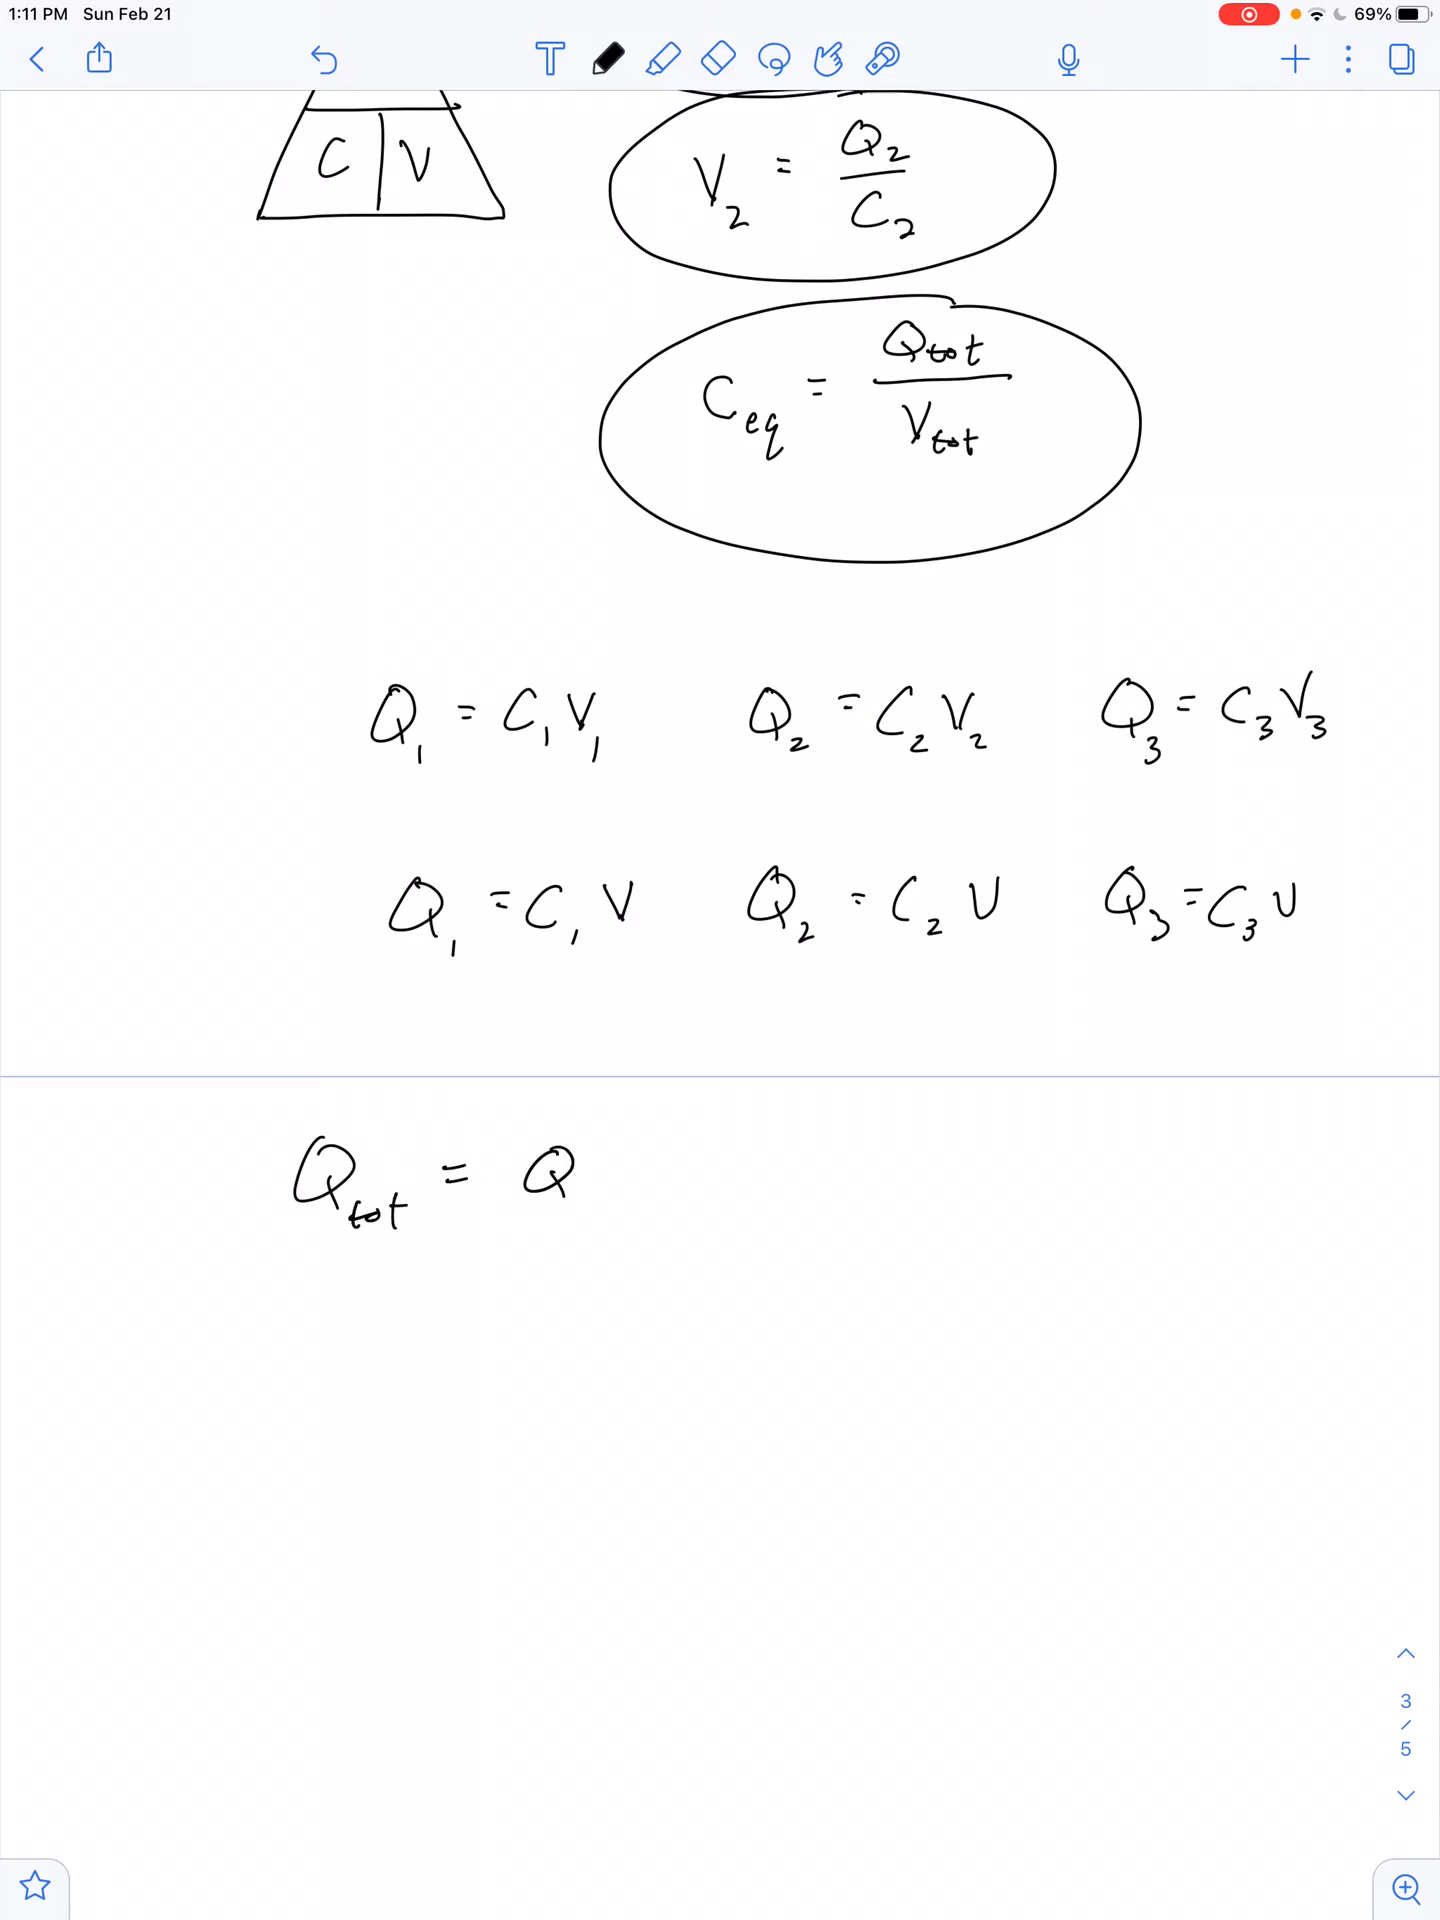 1:11 PM Sun Feb 21 69%
T
C V
V₂ = Q₂ / C₂
C_eq = Q_tot / V_tot
Q₁ = C₁V₁ Q₂ = C₂V₂ Q₃ = C₃V₃
Q₁ = C₁V Q₂ = C₂V Q₃ = C₃V
Q_tot = Q
3
/
5